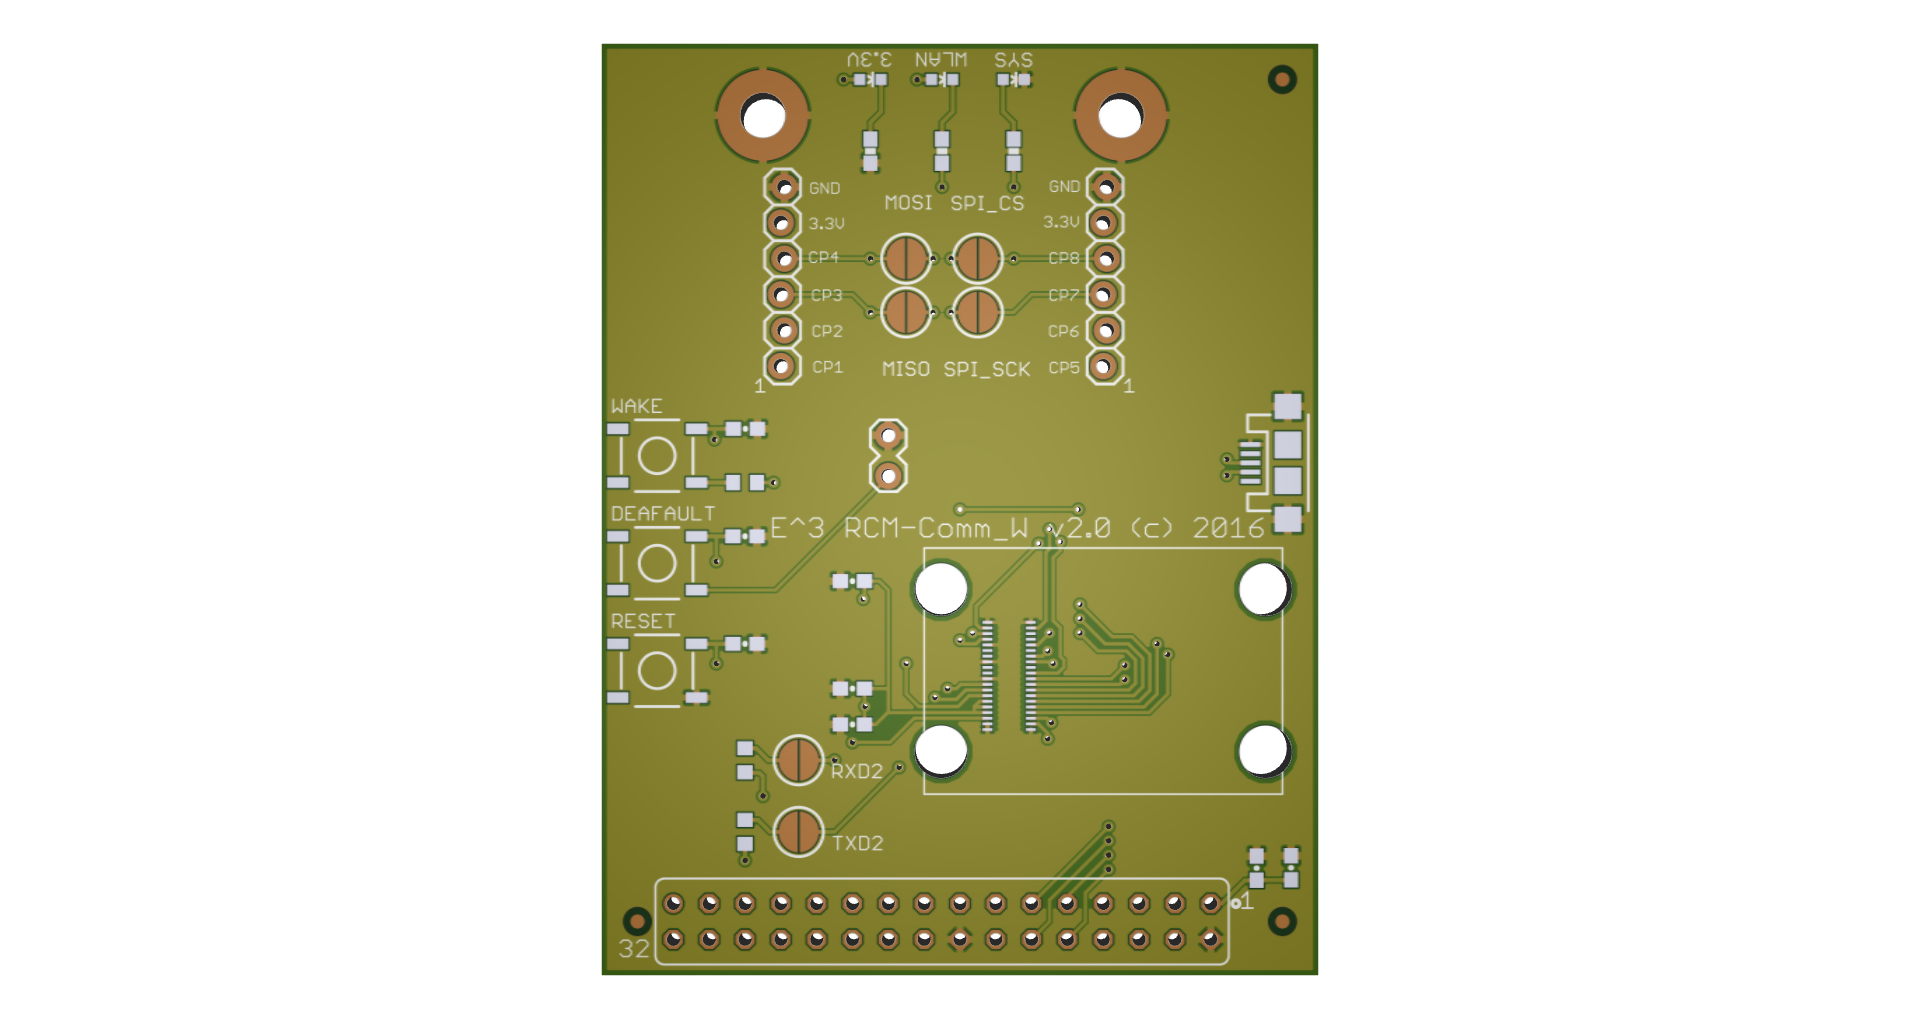 3.3V WLAN SYS
GND GND
MOSI SPI_CS
3.3V 3.3V
CP4 CP8
CP3 CP7
CP2 CP6
CP1 MISO SPI_SCK CP5
1 1
WAKE
DEAFAULT
E^3 RCM-Comm_W v2.0 (c) 2016
RESET
RXD2
TXD2
1
32